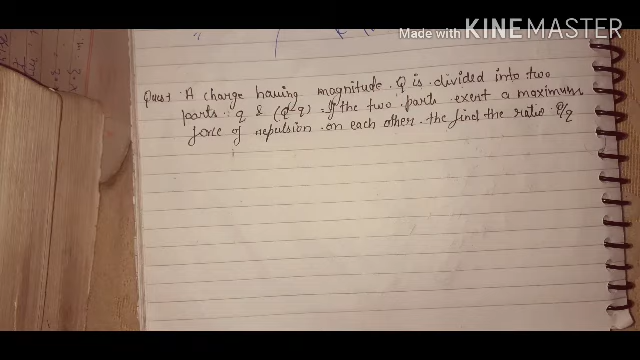 Made with KINEMASTER
Ques+ A charge having magnitude. Q is. divided into two
parts: q & (Q-q). If the two parts exert a maximum
force of repulsion on each other. the find the ratio. Q/q